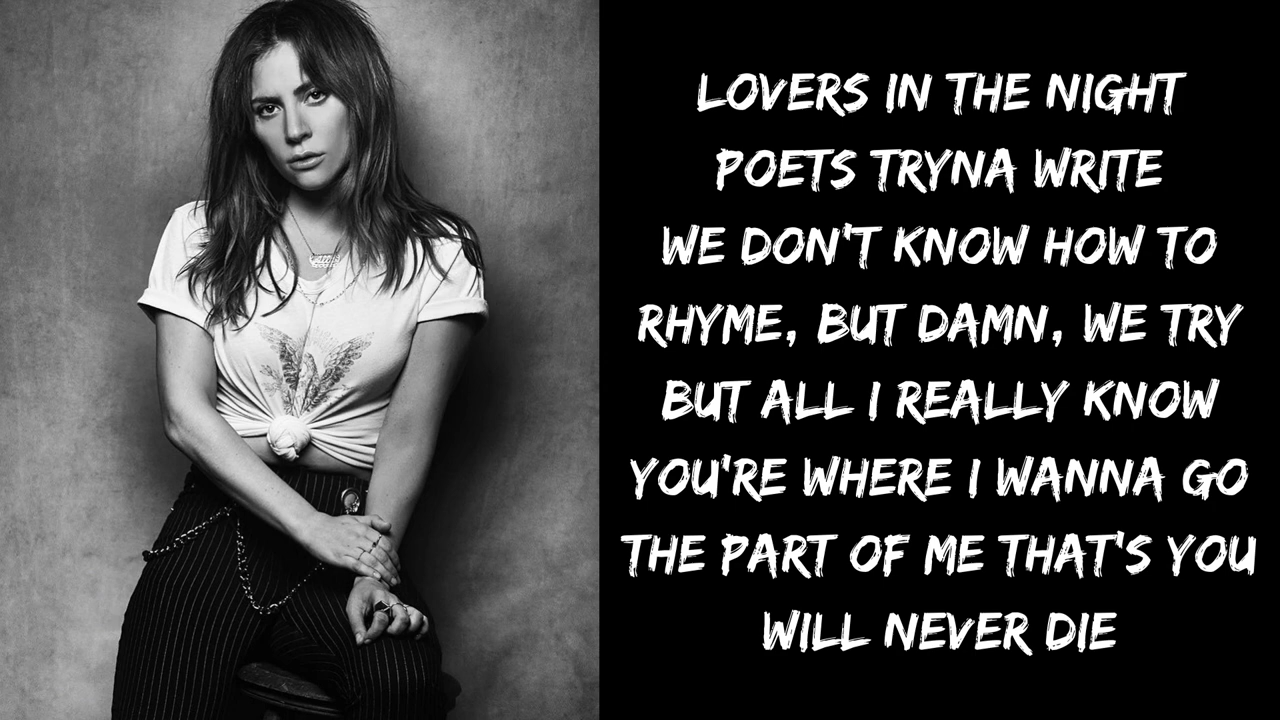 LOVERS IN THE NIGHT
POETS TRYNA WRITE
WE DON'T KNOW HOW TO
RHYME, BUT DAMN, WE TRY
BUT ALL I REALLY KNOW
YOU'RE WHERE I WANNA GO
THE PART OF ME THAT'S YOU
WILL NEVER DIE